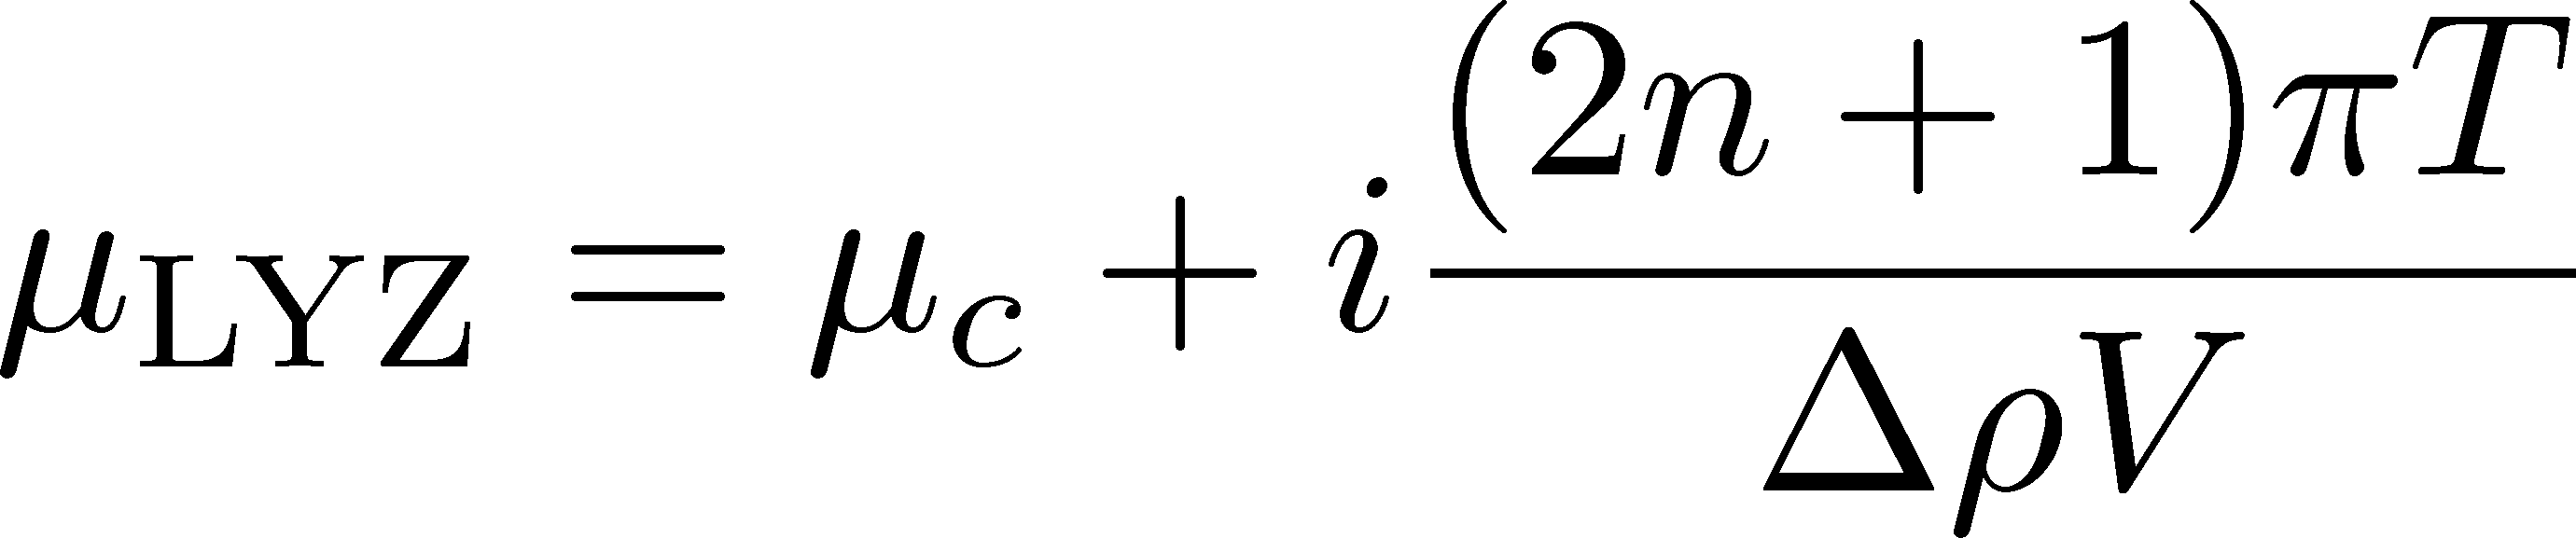 μ_LYZ = μ_c + i (2n + 1)πT / ΔρV